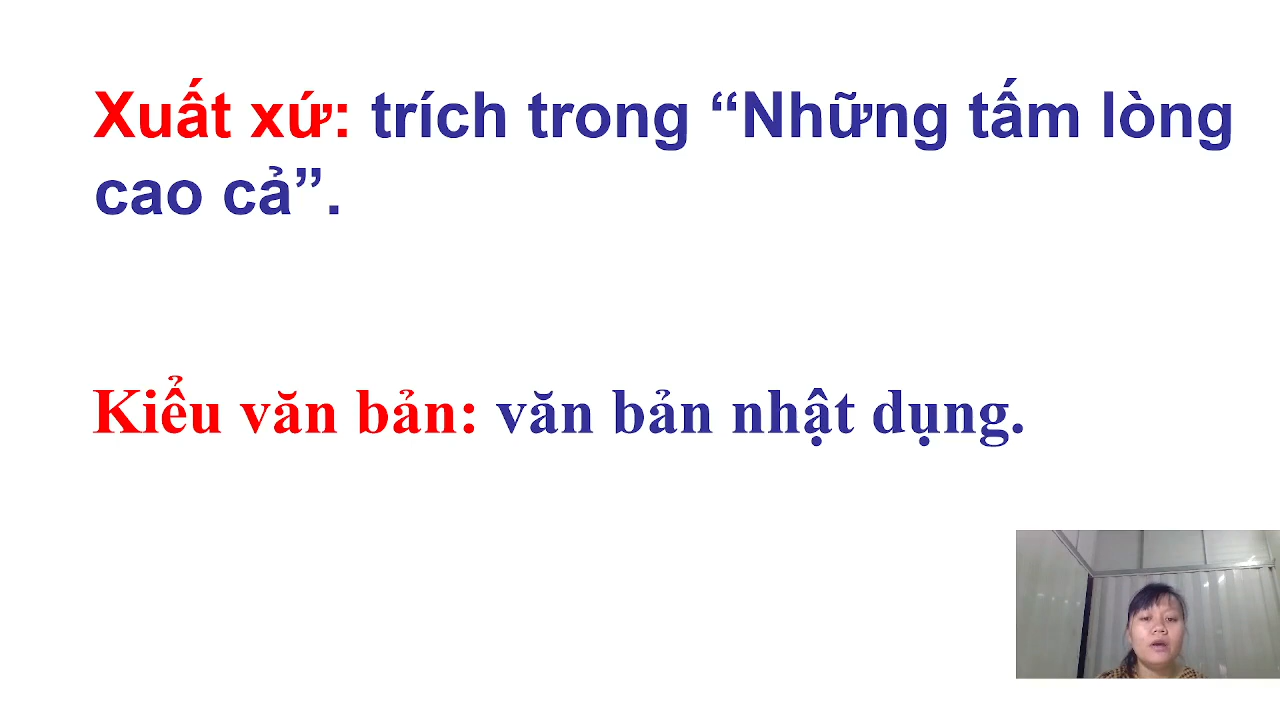 Xuất xứ: trích trong “Những tấm lòng
cao cả”.
Kiểu văn bản: văn bản nhật dụng.